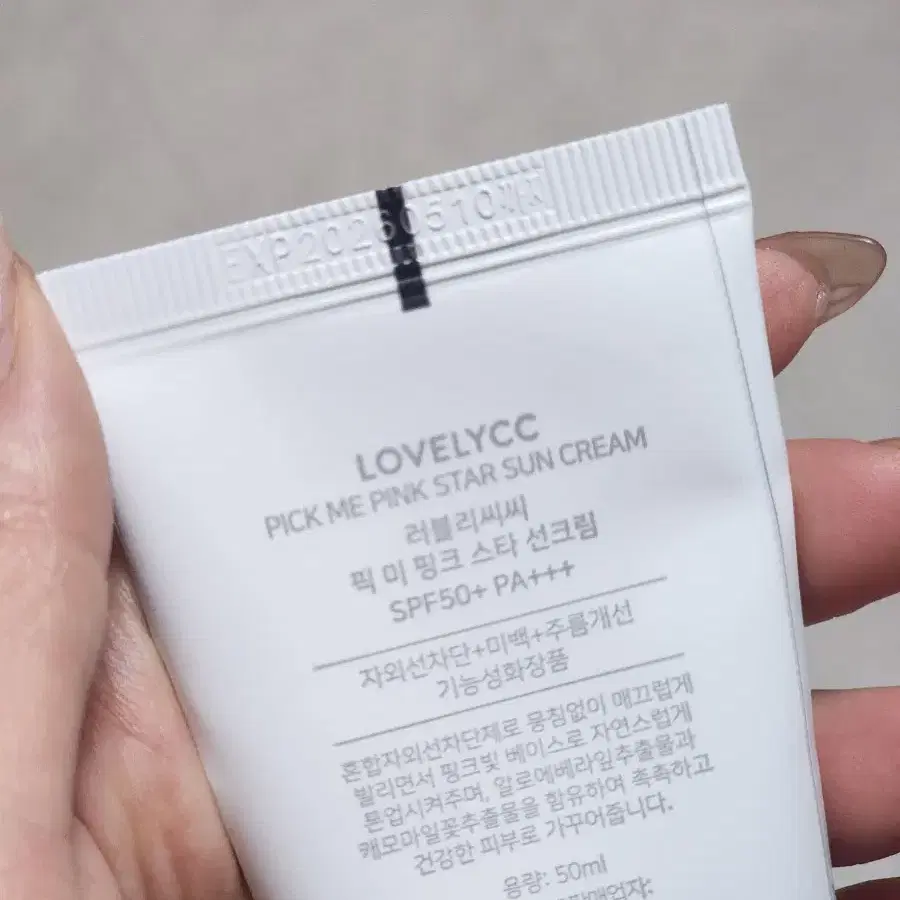 EXP20260510까지
LOVELYCC
PICK ME PINK STAR SUN CREAM
러블리씨씨
픽 미 핑크 스타 선크림
SPF50+ PA+++
자외선차단+미백+주름개선
기능성화장품
혼합자외선차단제로 뭉침없이 매끄럽게
발리면서 핑크빛 베이스로 자연스럽게
톤업시켜주며, 알로에베라잎추출물과
캐모마일꽃추출물을 함유하여 촉촉하고
건강한 피부로 가꾸어줍니다.
용량: 50ml